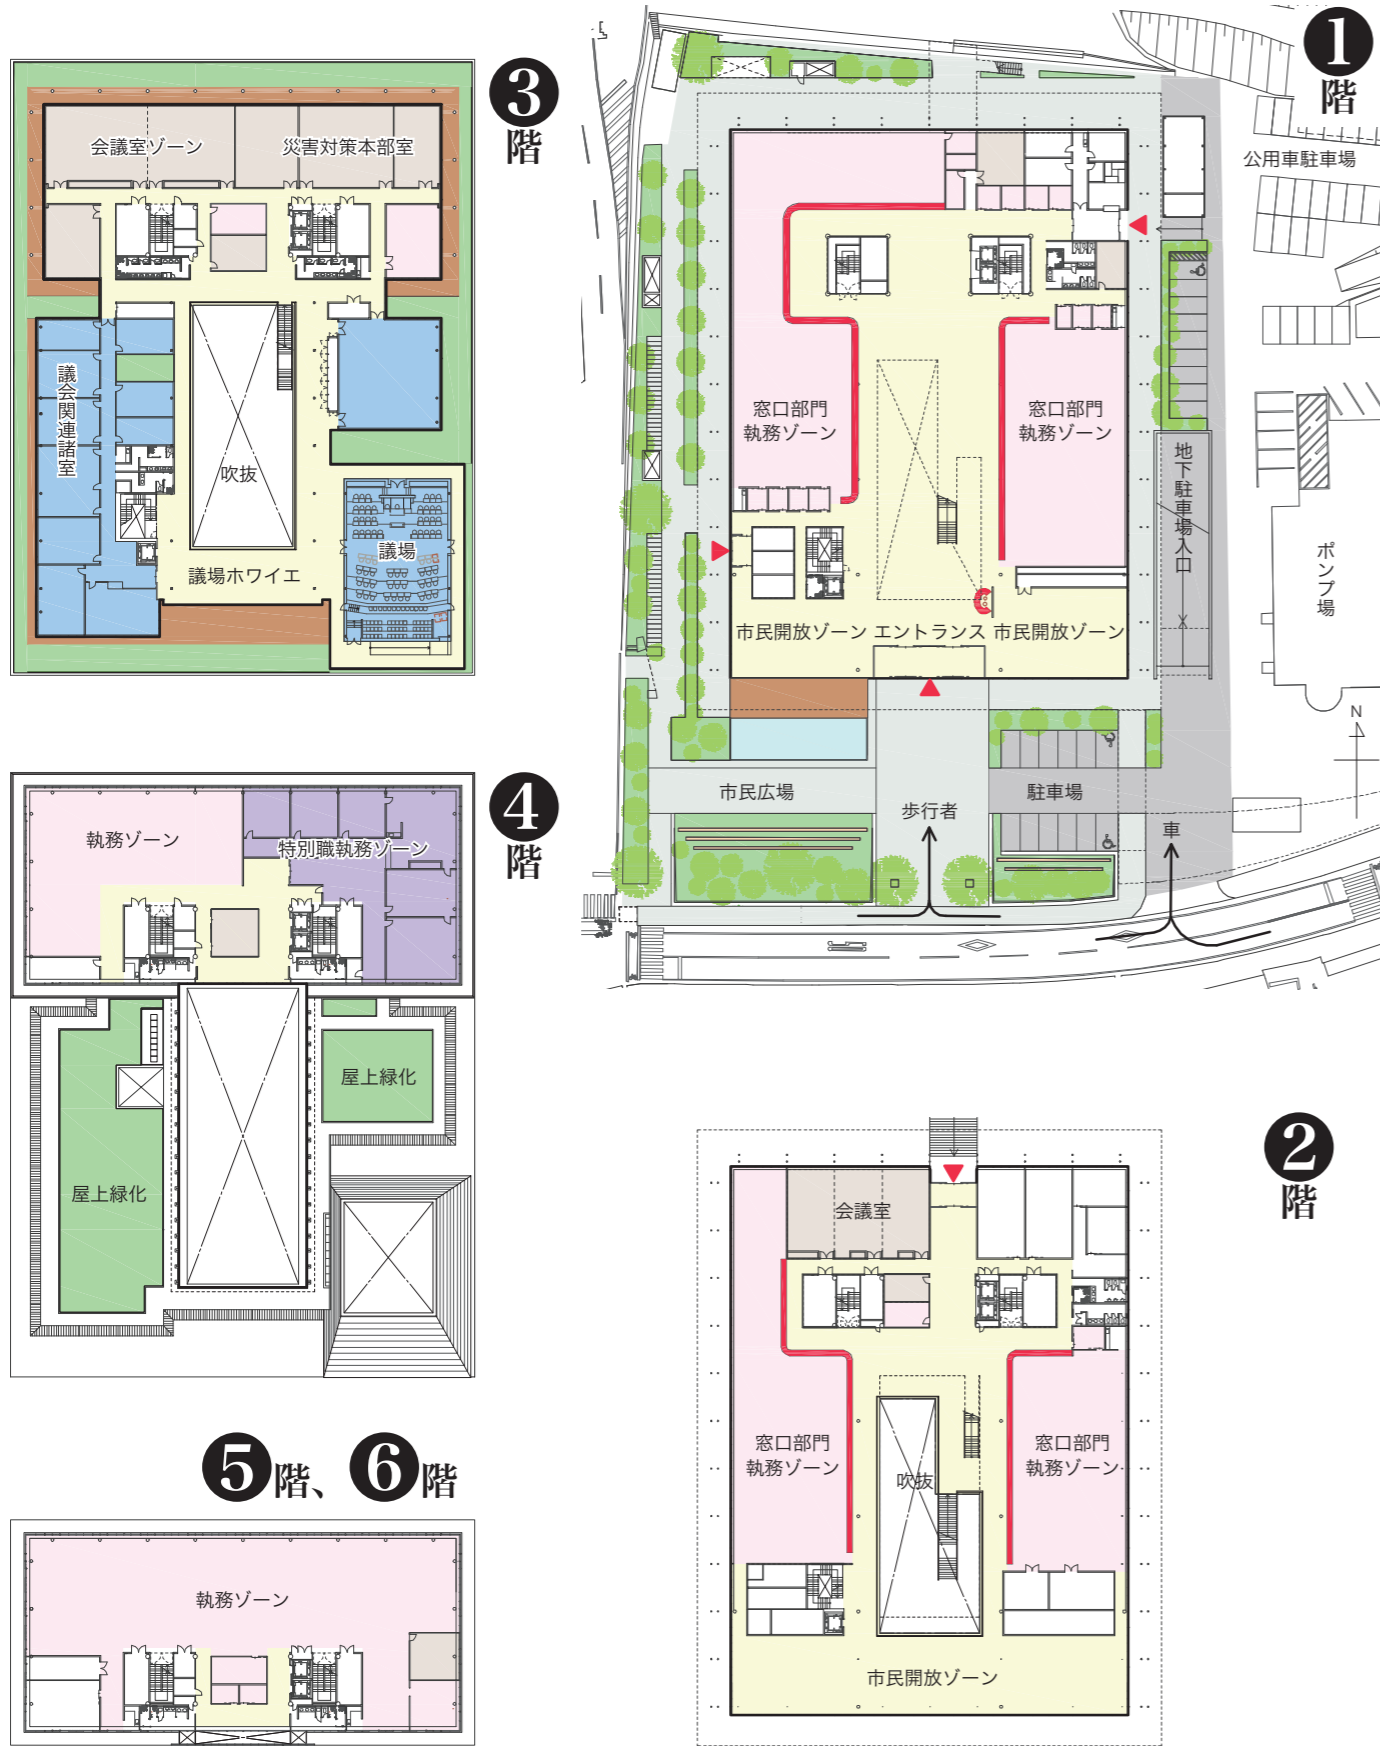 ❶
階
公用車駐車場
窓口部門
執務ゾーン
窓口部門
執務ゾーン
地下駐車場入口
ポンプ場
市民開放ゾーン
エントランス
市民開放ゾーン
N
市民広場
歩行者
駐車場
車
❷
階
会議室
窓口部門
執務ゾーン
吹抜
窓口部門
執務ゾーン
市民開放ゾーン
❸
階
会議室ゾーン
災害対策本部室
議会関連諸室
吹抜
議場
議場ホワイエ
❹
階
執務ゾーン
特別職執務ゾーン
屋上緑化
屋上緑化
❺階、❻階
執務ゾーン